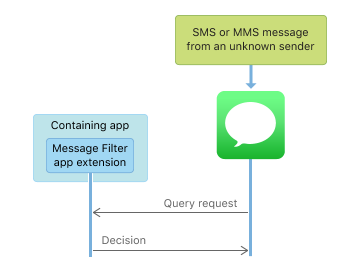 SMS or MMS message
from an unknown sender
Containing app
Message Filter
app extension
Query request
Decision